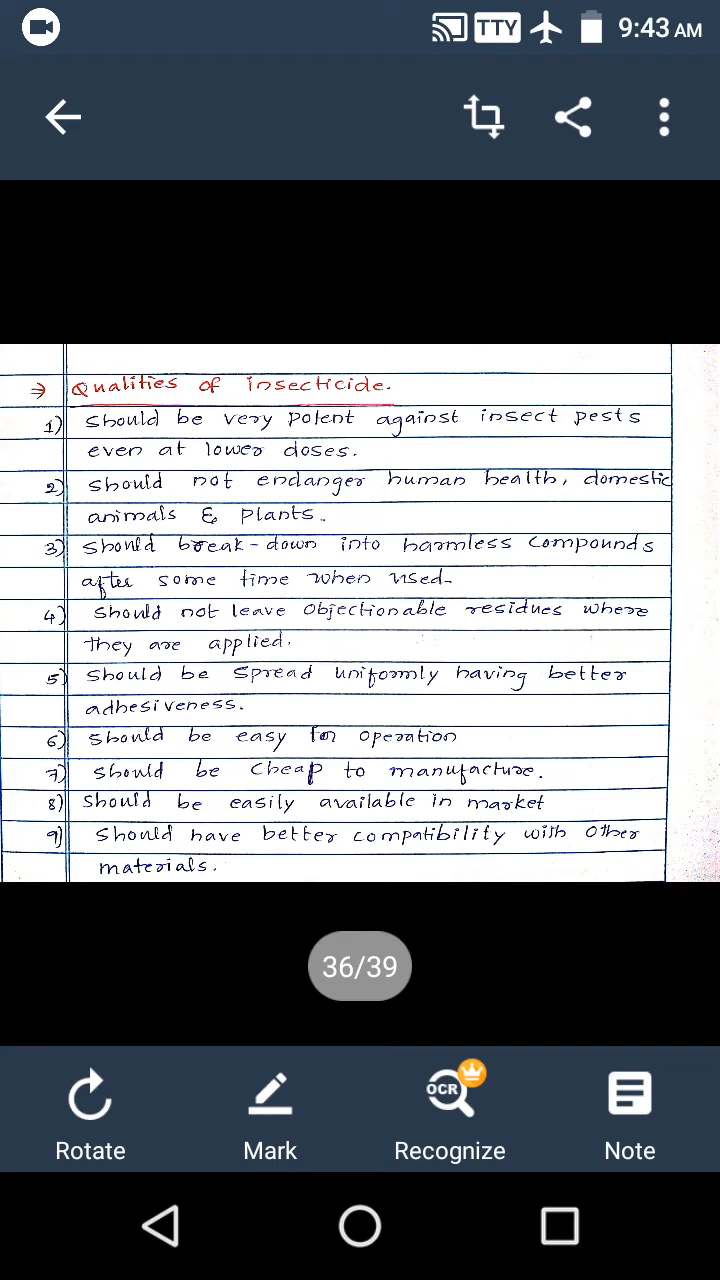 TTY 9:43 AM
⇒ Qualities of insecticide.
1) Should be very potent against insect pests
even at lower doses.
2) Should not endanger human health, domestic
animals & plants.
3) Should break-down into harmless compounds
after some time when used-
4) Should not leave objectionable residues where
they are applied.
5) Should be spread uniformly having better
adhesiveness.
6) Should be easy for operation
7) Should be cheap to manufacture.
8) Should be easily available in market
9) Should have better compatibility with other
materials.
36/39
OCR
Rotate Mark Recognize Note